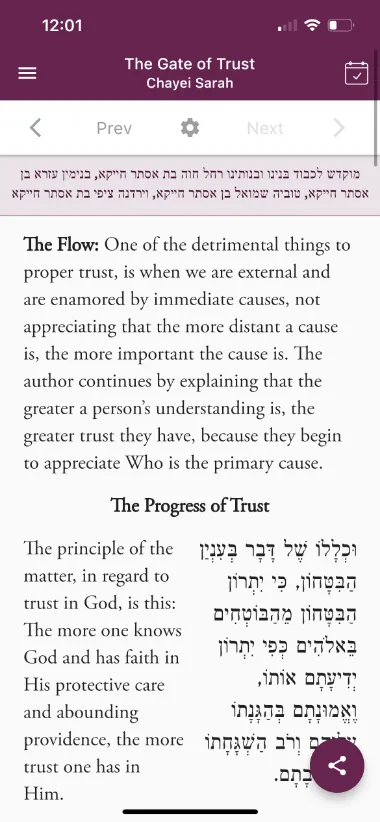 12:01
The Gate of Trust
Chayei Sarah
Prev
Next
מוקדש לכבוד בנינו ובנותינו רחל חוה בת אסתר חייקא, בנימין עזרא בן
אסתר חייקא, טוביה שמואל בן אסתר חייקא, וירדנה ציפי בת אסתר חייקא
The Flow: One of the detrimental things to
proper trust, is when we are external and
are enamored by immediate causes, not
appreciating that the more distant a cause
is, the more important the cause is. The
author continues by explaining that the
greater a person's understanding is, the
greater trust they have, because they begin
to appreciate Who is the primary cause.
The Progress of Trust
The principle of the
matter, in regard to
trust in God, is this:
The more one knows
God and has faith in
His protective care
and abounding
providence, the more
trust one has in
Him.
וּכְלָלוֹ שֶׁל דָּבָר בְּעִנְיַן
הַבִּטָּחוֹן, כִּי יִתְרוֹן
הַבִּטָּחוֹן מֵהַבּוֹטְחִים
בֵּאלֹהִים כְּפִי יִתְרוֹן
יְדִיעָתָם אוֹתוֹ,
וֶאֱמוּנָתָם בְּהַגָּנָתוֹ
וְרֹב הַשְׁגָּחָתוֹ